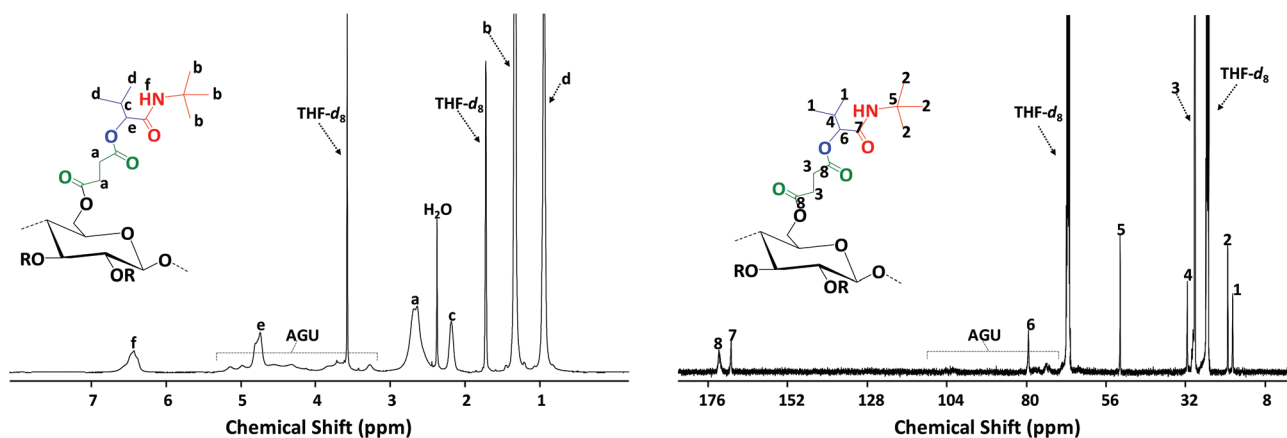 b
THF-d8
THF-d8
d
H2O
a
c
e
f
AGU
d
d
f
HN
b
b
b
c
e
O
O
a
a
O
O
O
O
O
RO
OR
7 6 5 4 3 2 1
Chemical Shift (ppm)
THF-d8
3
THF-d8
5
2
4
1
6
7
8
AGU
1
1
HN
5
2
2
2
4
6
7
O
O
3
8
O
3
O
8
O
O
O
RO
OR
176 152 128 104 80 56 32 8
Chemical Shift (ppm)